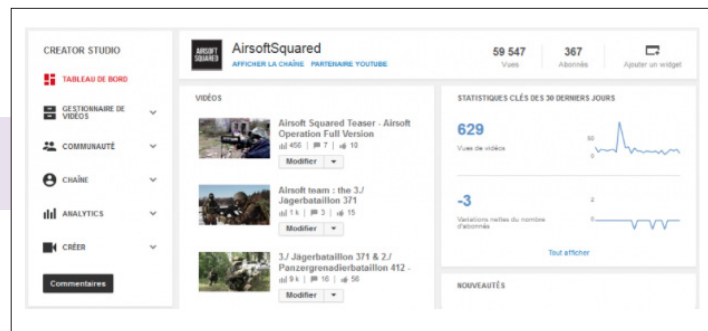 CREATOR STUDIO
TABLEAU DE BORD
GESTIONNAIRE DE
VIDÉOS
COMMUNAUTÉ
CHAÎNE
ANALYTICS
CRÉER
Commentaires
AIRSOFT
SQUARED
AirsoftSquared
AFFICHER LA CHAÎNE PARTENAIRE YOUTUBE
59 547
Vues
367
Abonnés
Ajouter un widget
VIDÉOS
Airsoft Squared Teaser - Airsoft
Operation Full Version
456 | 7 | 10
Modifier
Airsoft team : the 3./
Jägerbataillon 371
1 k | 3 | 15
Modifier
3./ Jägerbataillon 371 & 2./
Panzergrenadierbataillon 412 -
9 k | 16 | 56
Modifier
STATISTIQUES CLÉS DES 30 DERNIERS JOURS
629
Vues de vidéos
60
0
-3
Variations nettes du nombre
d'abonnés
2
0
Tout afficher
NOUVEAUTÉS